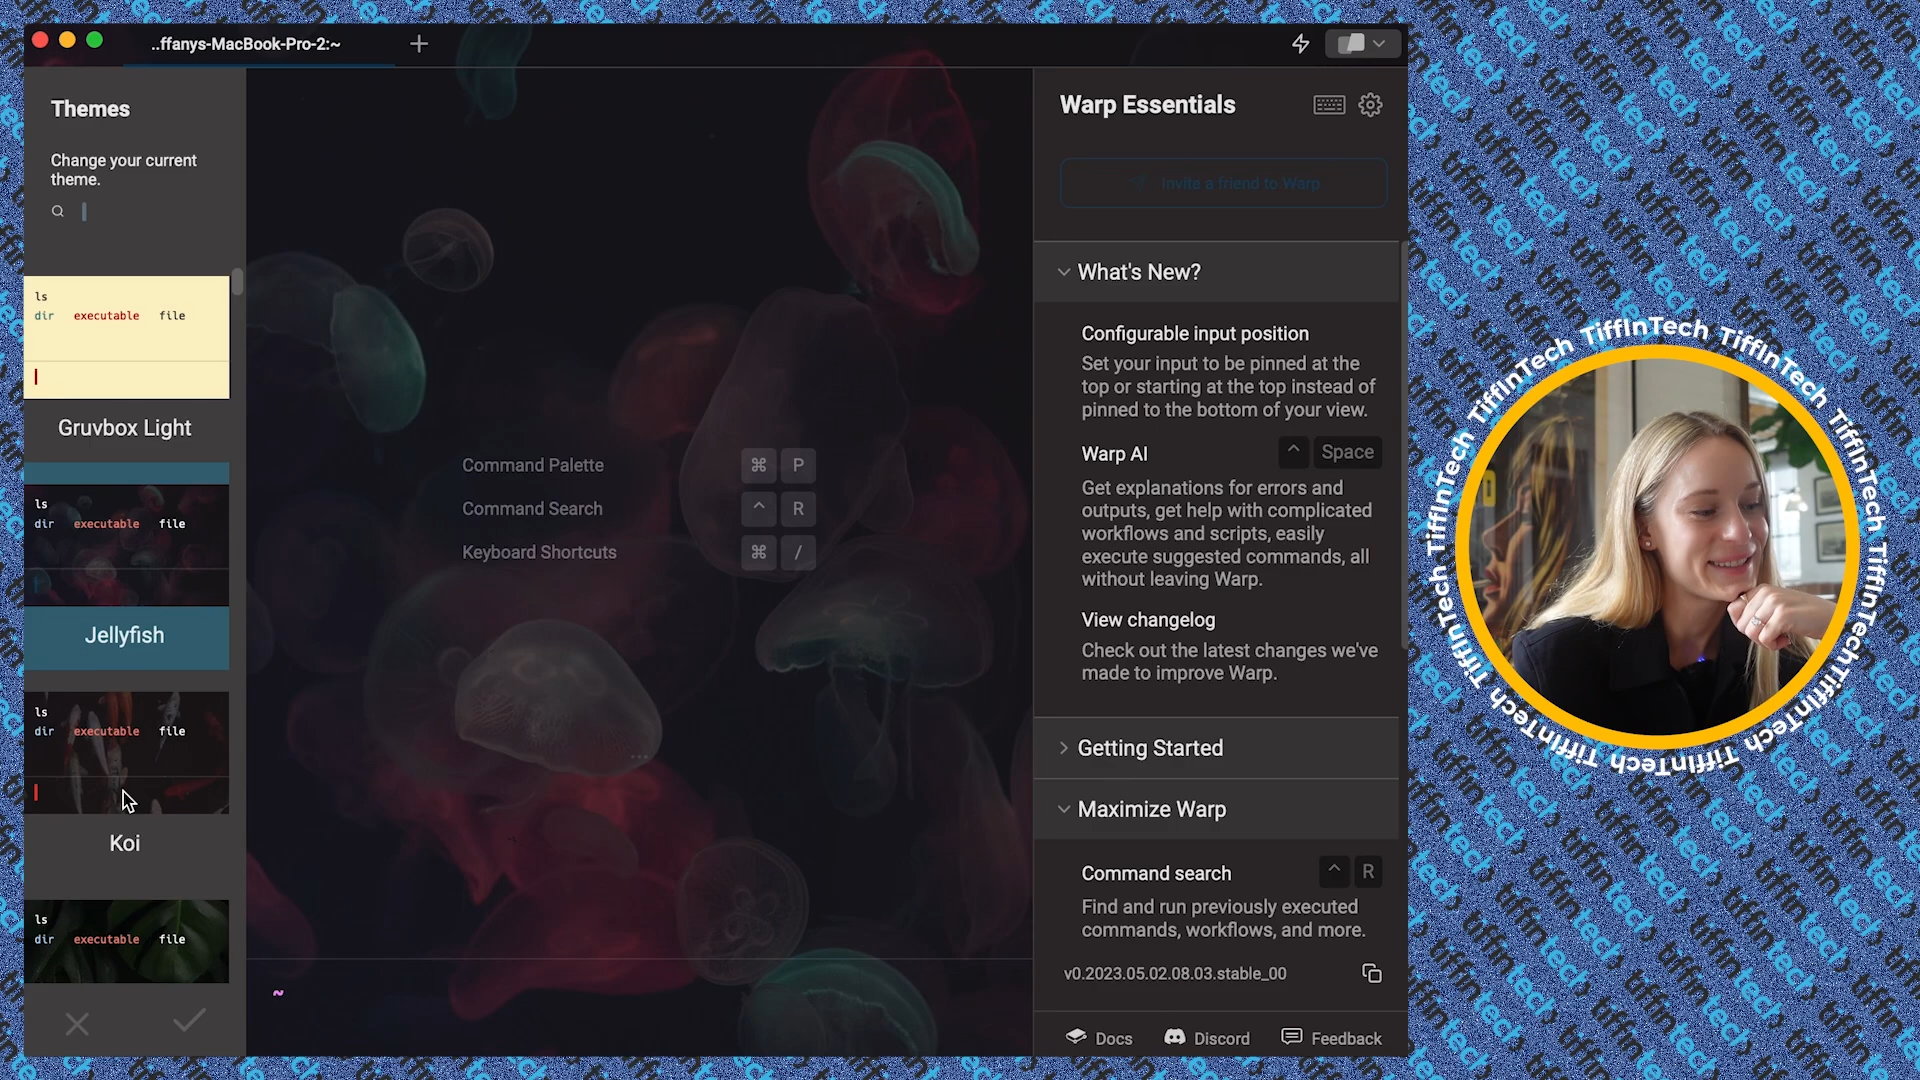 ..ffanys-MacBook-Pro-2:~
Themes
Change your current
theme.
ls
dir executable file
Gruvbox Light
ls
dir executable file
Jellyfish
ls
dir executable file
Koi
ls
dir executable file
Command Palette ⌘ P
Command Search ^ R
Keyboard Shortcuts ⌘ /
~
Warp Essentials
Invite a friend to Warp
What's New?
Configurable input position
Set your input to be pinned at the
top or starting at the top instead of
pinned to the bottom of your view.
Warp AI ^ Space
Get explanations for errors and
outputs, get help with complicated
workflows and scripts, easily
execute suggested commands, all
without leaving Warp.
View changelog
Check out the latest changes we've
made to improve Warp.
Getting Started
Maximize Warp
Command search ^ R
Find and run previously executed
commands, workflows, and more.
v0.2023.05.02.08.03.stable_00
Docs Discord Feedback
TiffInTech TiffInTech TiffInTech TiffInTech TiffInTech TiffInTech TiffInTech TiffInTech
tiffintech